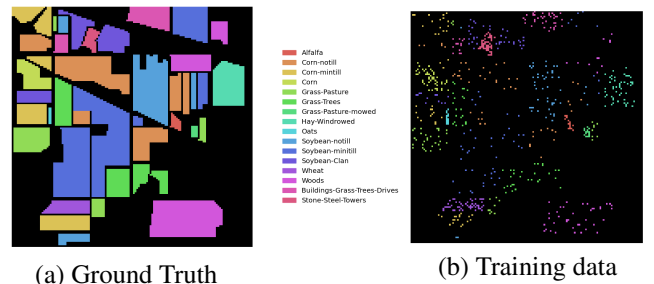 Alfalfa
Corn-notill
Corn-mintill
Corn
Grass-Pasture
Grass-Trees
Grass-Pasture-mowed
Hay-Windrowed
Oats
Soybean-notill
Soybean-minitill
Soybean-Clan
Wheat
Woods
Buildings-Grass-Trees-Drives
Stone-Steel-Towers
(a) Ground Truth
(b) Training data